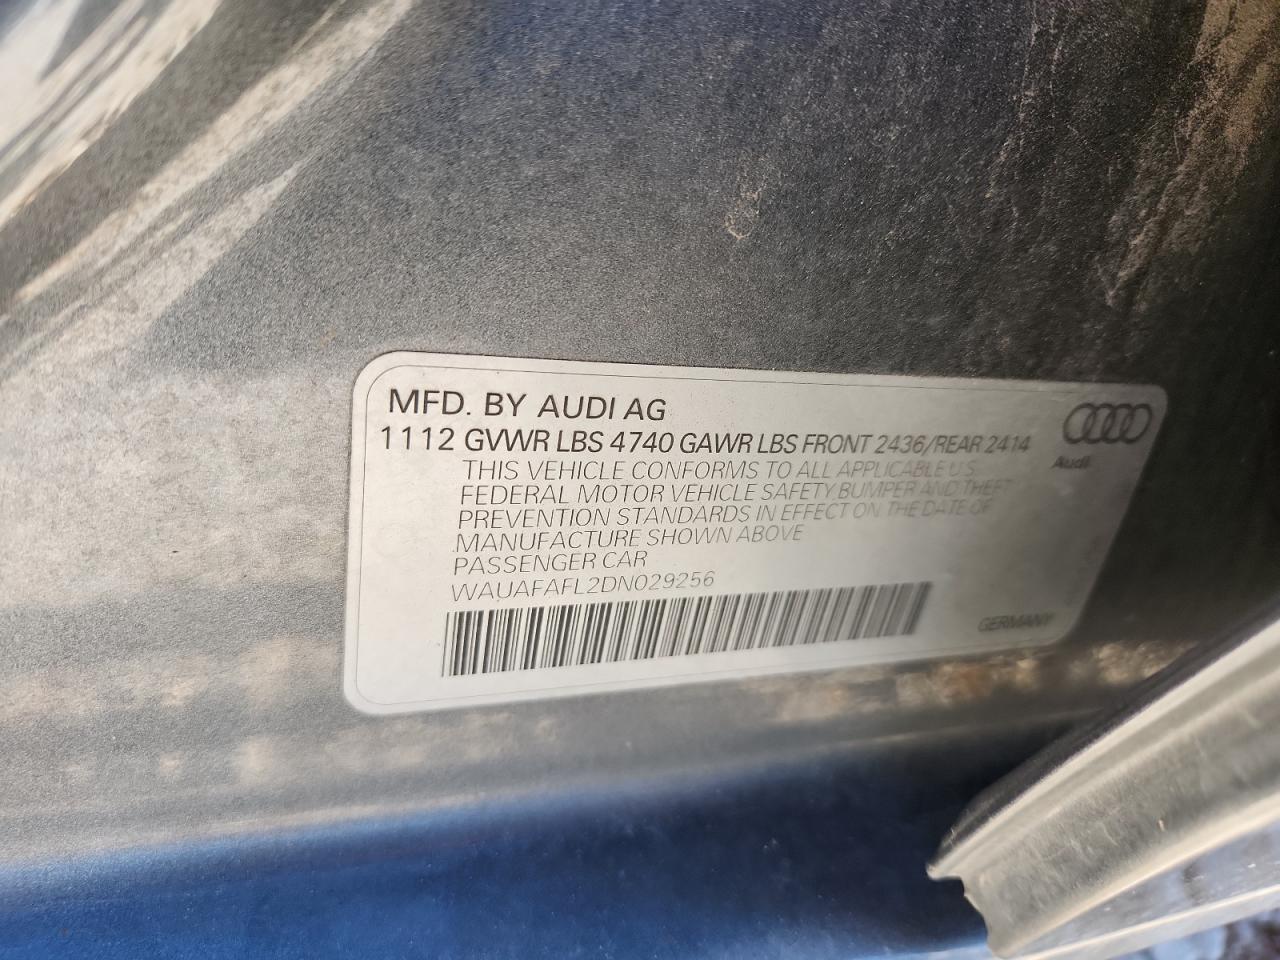 MFD. BY AUDI AG
1112 GVWR LBS 4740 GAWR LBS FRONT 2436/REAR 2414
Audi
THIS VEHICLE CONFORMS TO ALL APPLICABLE U.S.
FEDERAL MOTOR VEHICLE SAFETY, BUMPER AND THEFT
PREVENTION STANDARDS IN EFFECT ON THE DATE OF
MANUFACTURE SHOWN ABOVE
PASSENGER CAR
WAUAFAFL2DN029256
GERMANY